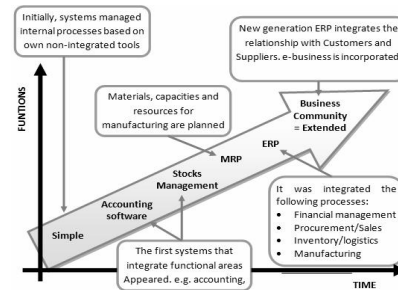 Initially, systems managed
internal processes based on
own non-integrated tools
New generation ERP integrates the
relationship with Customers and
Suppliers. e-business is incorporated
FUNTIONS
Materials, capacities and
resources for
manufacturing are planned
Business
Community
= Extended
ERP
MRP
Stocks
Management
Accounting
software
Simple
It was integrated the
following processes:
• Financial management
• Procurement/Sales
• Inventory/logistics
• Manufacturing
The first systems that
integrate functional areas
Appeared. e.g. accounting,
TIME